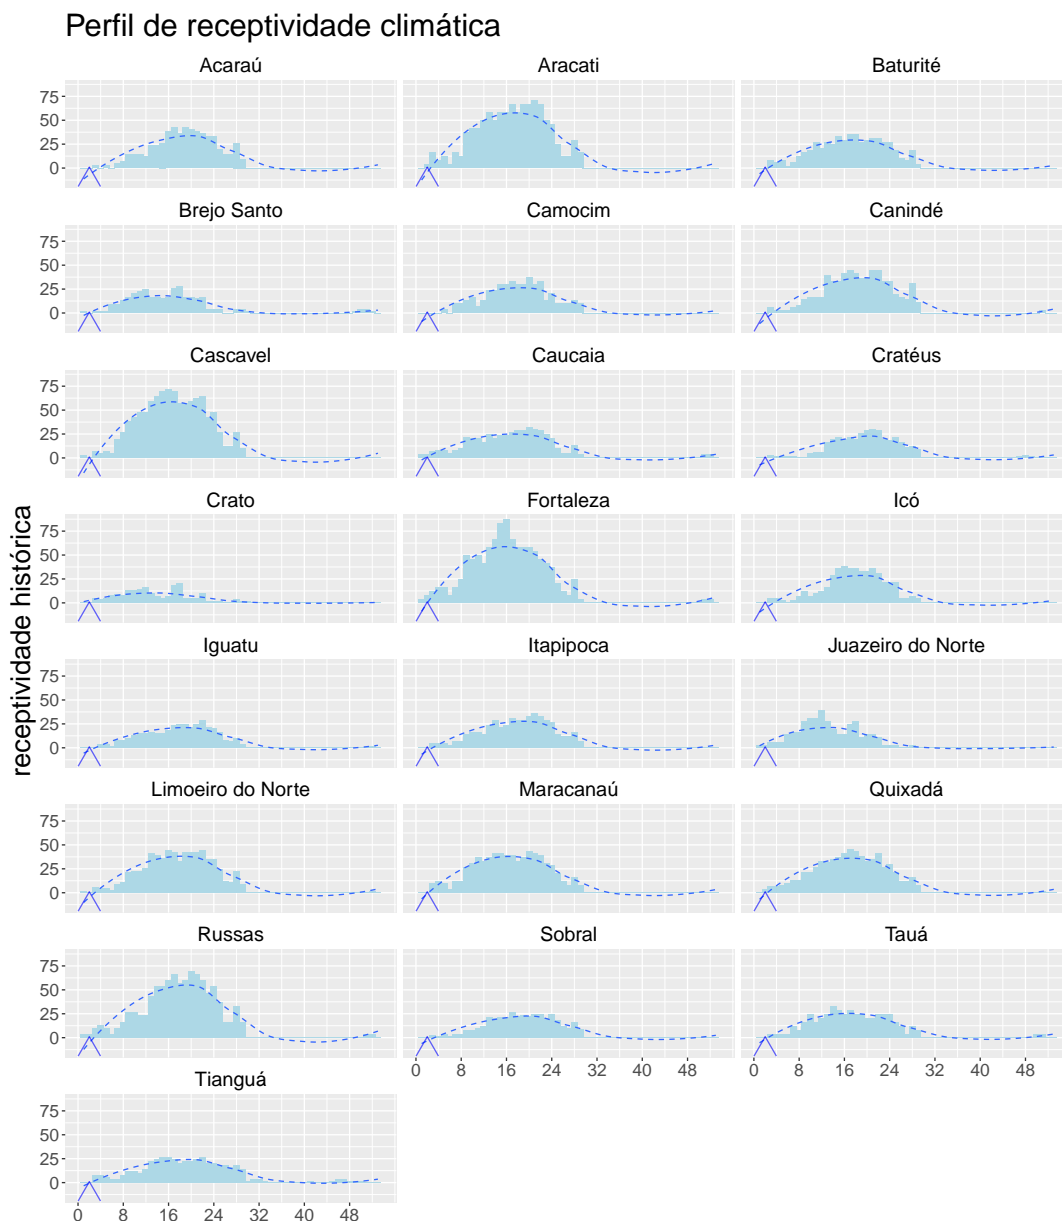 Perfil de receptividade climática
Acaraú
Aracati
Baturité
75
50
25
0
Brejo Santo
Camocim
Canindé
75
50
25
0
Cascavel
Caucaia
Cratéus
75
50
25
0
Crato
Fortaleza
Icó
75
50
25
0
receptividade histórica
Iguatu
Itapipoca
Juazeiro do Norte
75
50
25
0
Limoeiro do Norte
Maracanaú
Quixadá
75
50
25
0
Russas
Sobral
Tauá
75
50
25
0
0 8 16 24 32 40 48
0 8 16 24 32 40 48
Tianguá
75
50
25
0
0 8 16 24 32 40 48